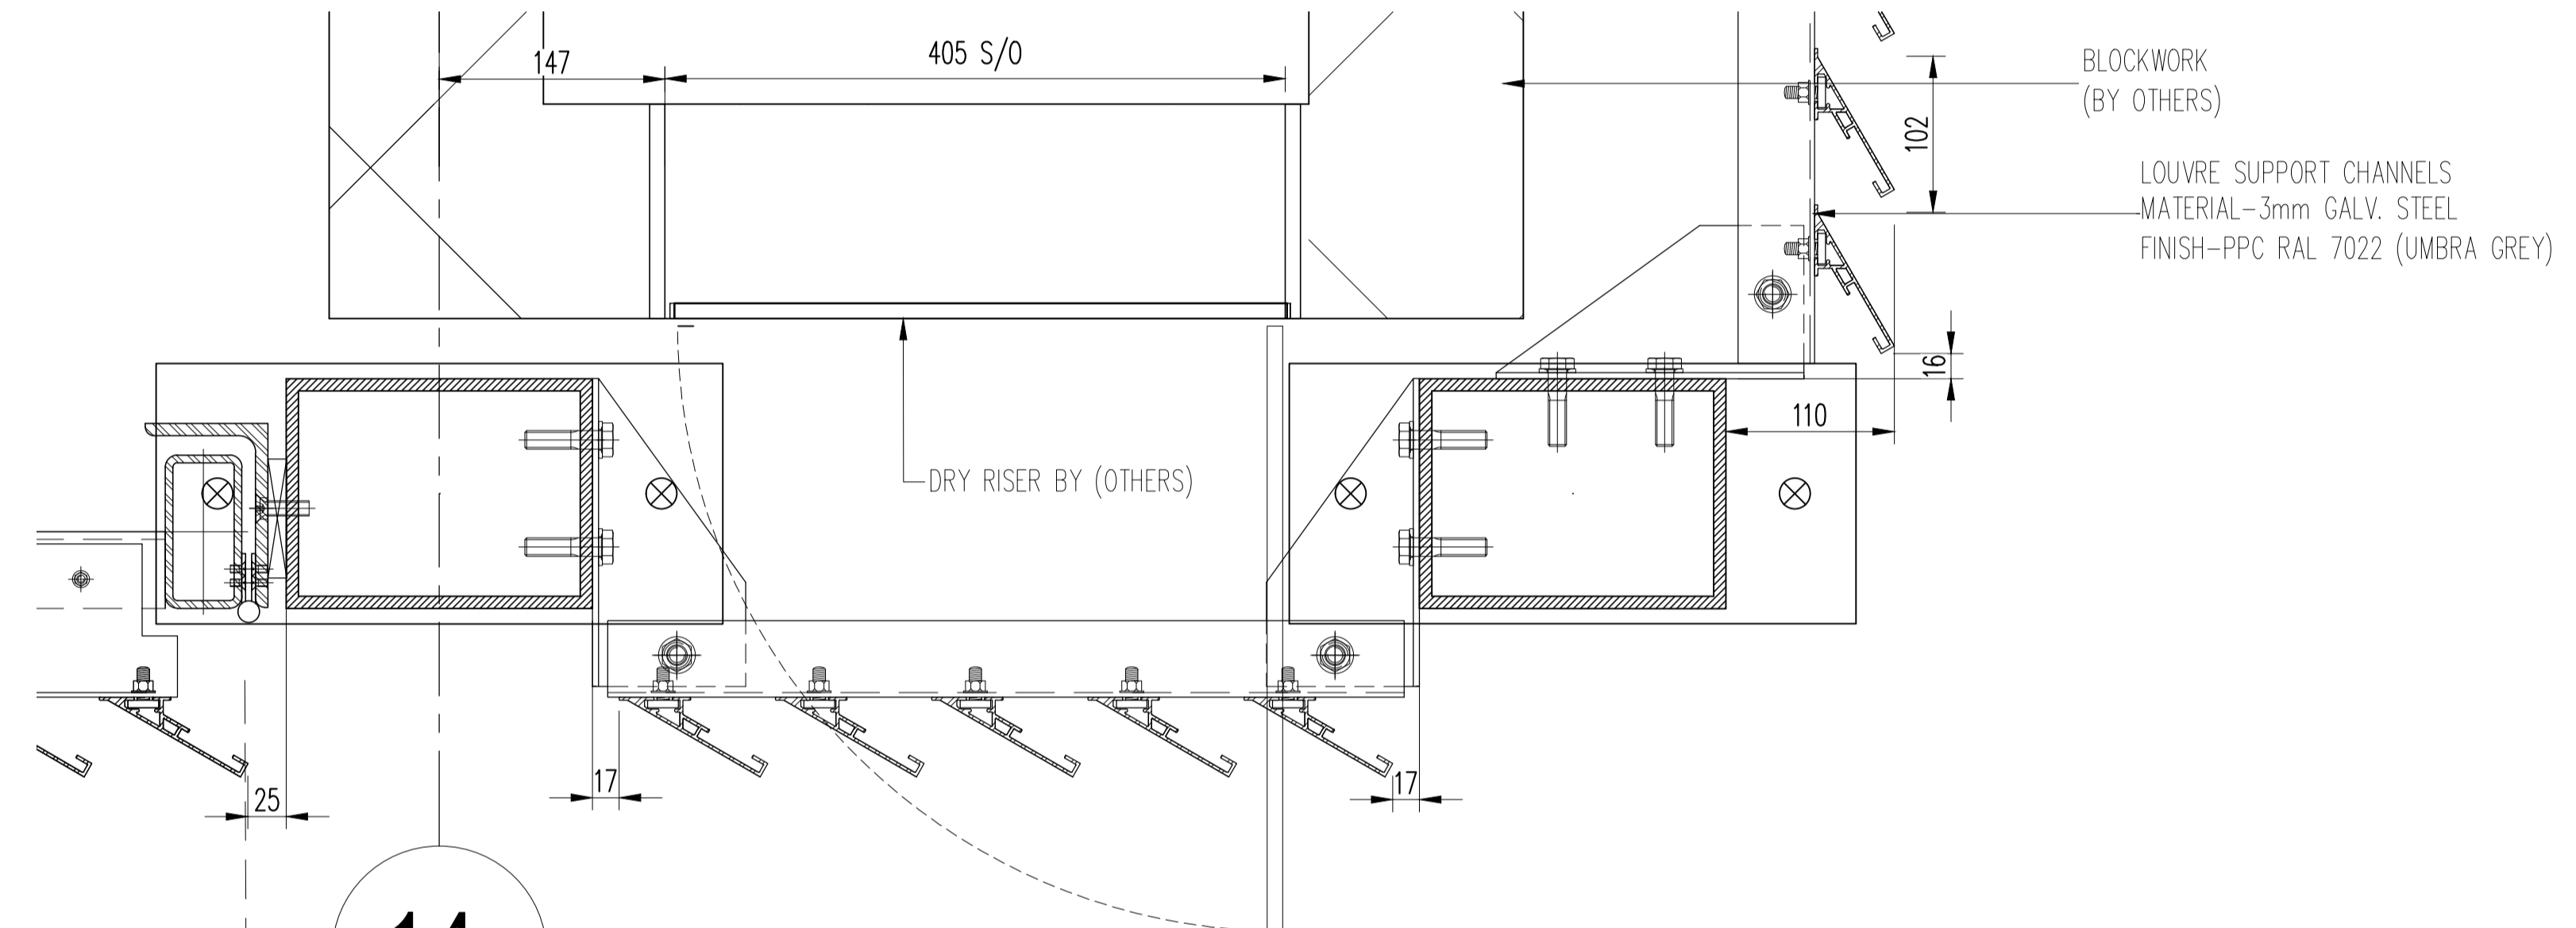 147
405 S/O
BLOCKWORK
(BY OTHERS)
102
LOUVRE SUPPORT CHANNELS
MATERIAL-3mm GALV. STEEL
FINISH-PPC RAL 7022 (UMBRA GREY)
16
110
DRY RISER BY (OTHERS)
17
17
25